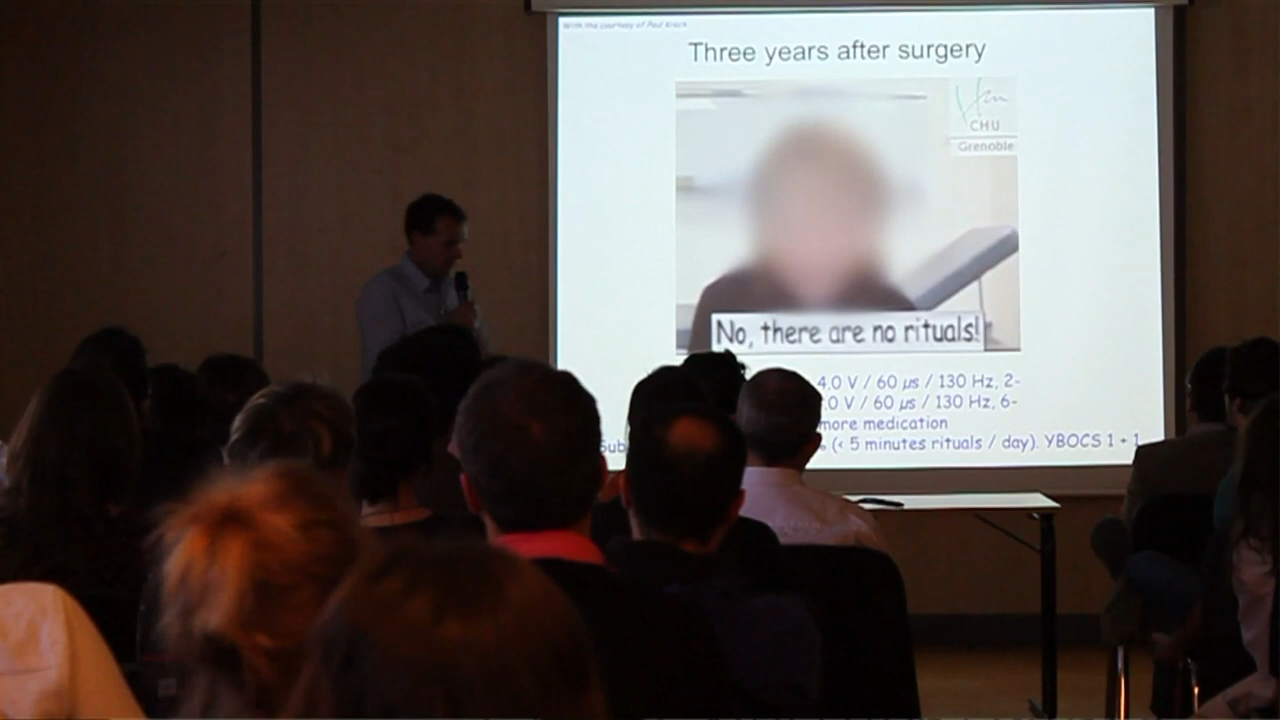 With the courtesy of Paul Krack
Three years after surgery
CHU
Grenoble
No, there are no rituals!
4.0 V / 60 µs / 130 Hz, 2-
.0 V / 60 µs / 130 Hz, 6-
more medication
Sub
(< 5 minutes rituals / day). YBOCS 1 + 1